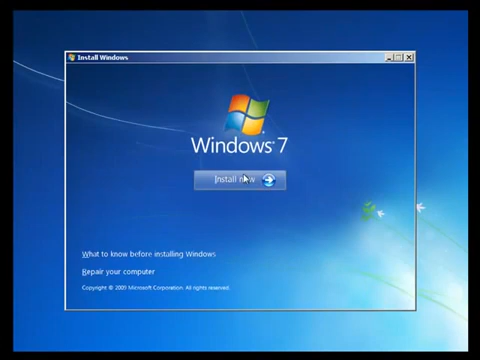 Install Windows
Windows 7
Install now
What to know before installing Windows
Repair your computer
Copyright © 2009 Microsoft Corporation. All rights reserved.